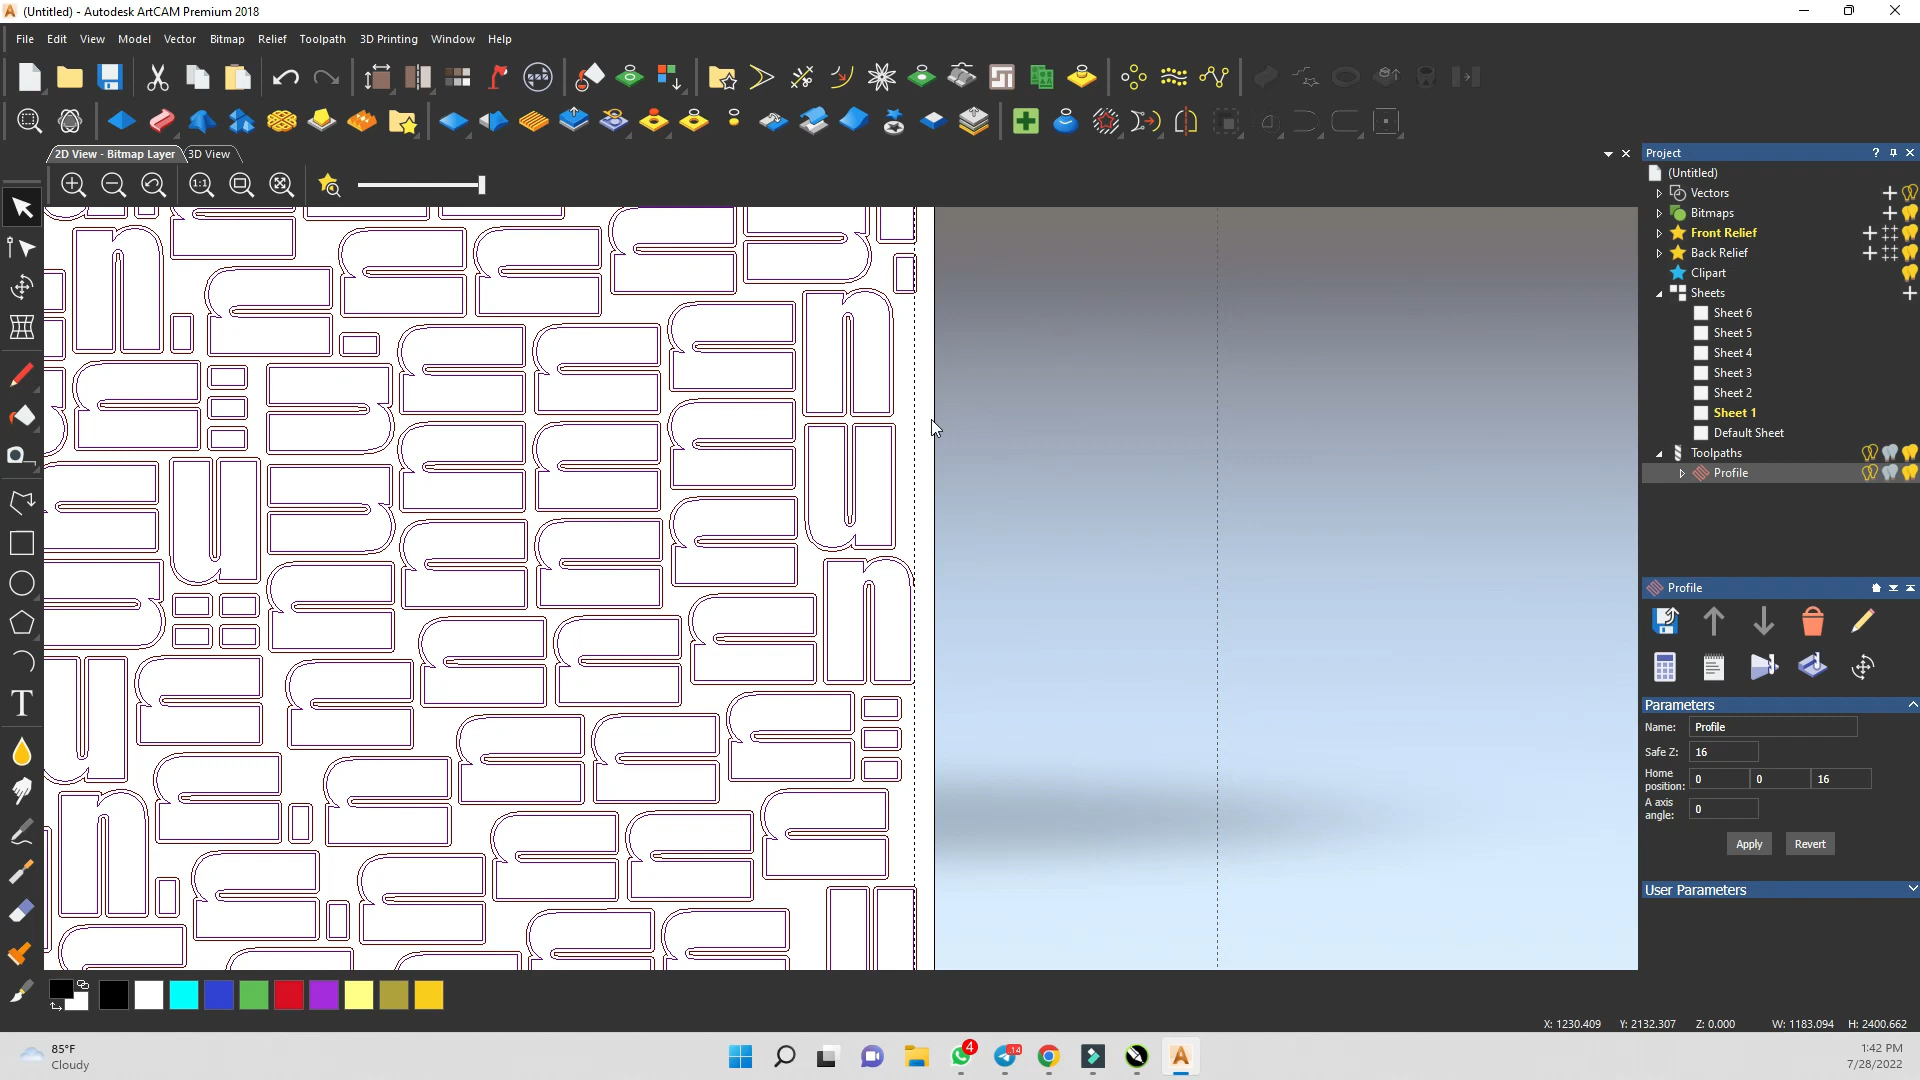 (Untitled) - Autodesk ArtCAM Premium 2018
File Edit View Model Vector Bitmap Relief Toolpath 3D Printing Window Help
2D View - Bitmap Layer 3D View
1:1
Project
(Untitled)
Vectors
Bitmaps
Front Relief
Back Relief
Clipart
Sheets
Sheet 6
Sheet 5
Sheet 4
Sheet 3
Sheet 2
Sheet 1
Default Sheet
Toolpaths
Profile
Profile
Parameters
Name: Profile
Safe Z: 16
Home position: 0 0 16
A axis angle: 0
Apply Revert
User Parameters
X: 1230.409 Y: 2132.307 Z: 0.000 W: 1183.094 H: 2400.662
85°F
Cloudy
4
14
1:42 PM
7/28/2022